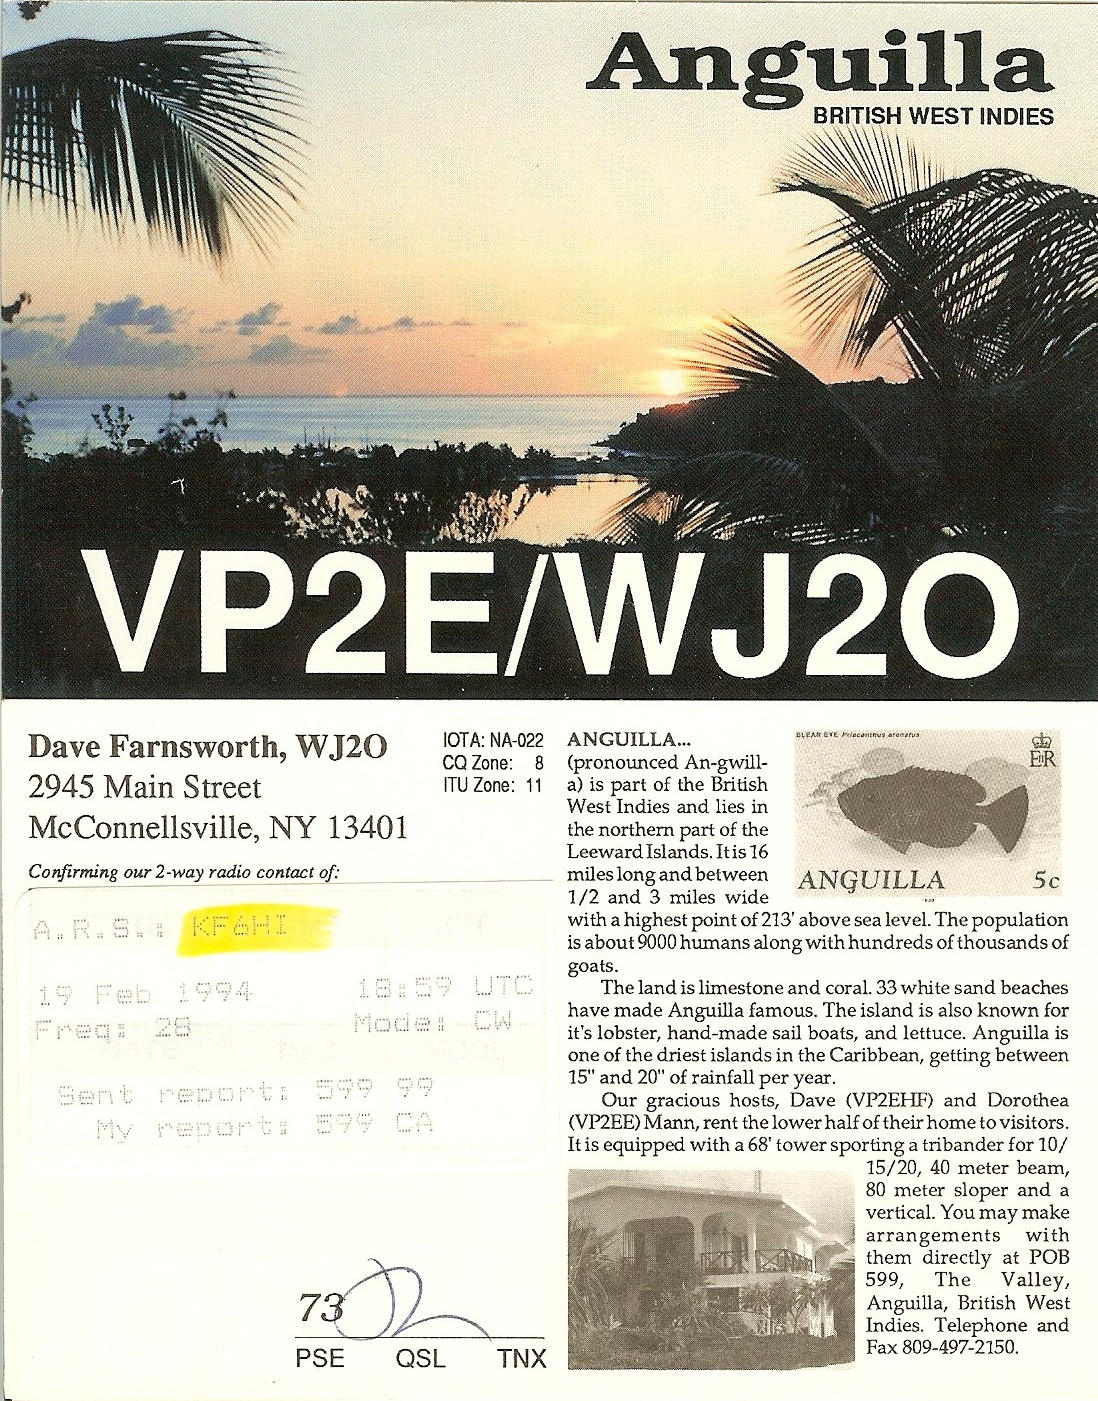 Anguilla
BRITISH WEST INDIES
VP2E/WJ2O
Dave Farnsworth, WJ2O
2945 Main Street
McConnellsville, NY 13401
IOTA: NA-022
CQ Zone: 8
ITU Zone: 11
Confirming our 2-way radio contact of:
A.R.S.: KF6HI
19 Feb 1994 18:59 UTC
Freq: 28 Mode: CW
Sent report: 599 99
My report: 599 CA
73
PSE QSL TNX
ANGUILLA...
(pronounced An-gwill-
a) is part of the British
West Indies and lies in
the northern part of the
Leeward Islands. It is 16
miles long and between
1/2 and 3 miles wide
with a highest point of 213' above sea level. The population
is about 9000 humans along with hundreds of thousands of
goats.
The land is limestone and coral. 33 white sand beaches
have made Anguilla famous. The island is also known for
it's lobster, hand-made sail boats, and lettuce. Anguilla is
one of the driest islands in the Caribbean, getting between
15" and 20" of rainfall per year.
Our gracious hosts, Dave (VP2EHF) and Dorothea
(VP2EE) Mann, rent the lower half of their home to visitors.
It is equipped with a 68' tower sporting a tribander for 10/
15/20, 40 meter beam,
80 meter sloper and a
vertical. You may make
arrangements with
them directly at POB
599, The Valley,
Anguilla, British West
Indies. Telephone and
Fax 809-497-2150.
BLEAR EYE Priacanthus arenatus
EIIR
ANGUILLA 5c